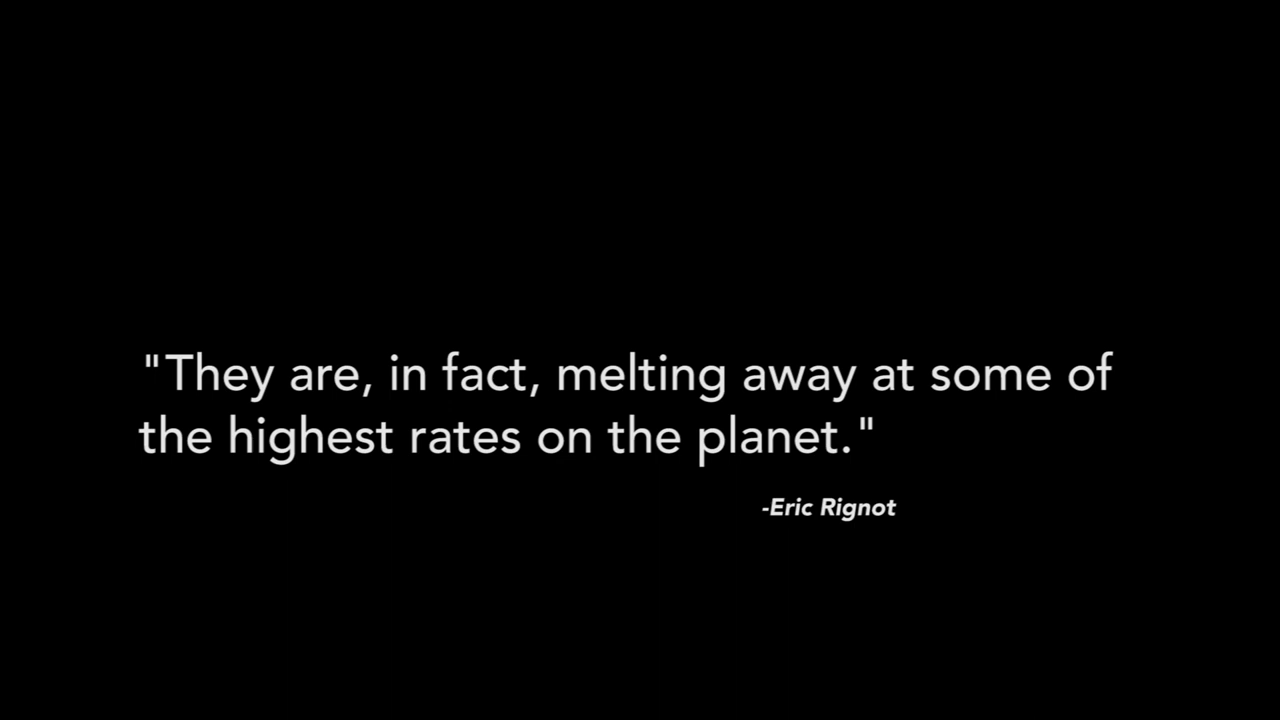 "They are, in fact, melting away at some of
the highest rates on the planet."
-Eric Rignot